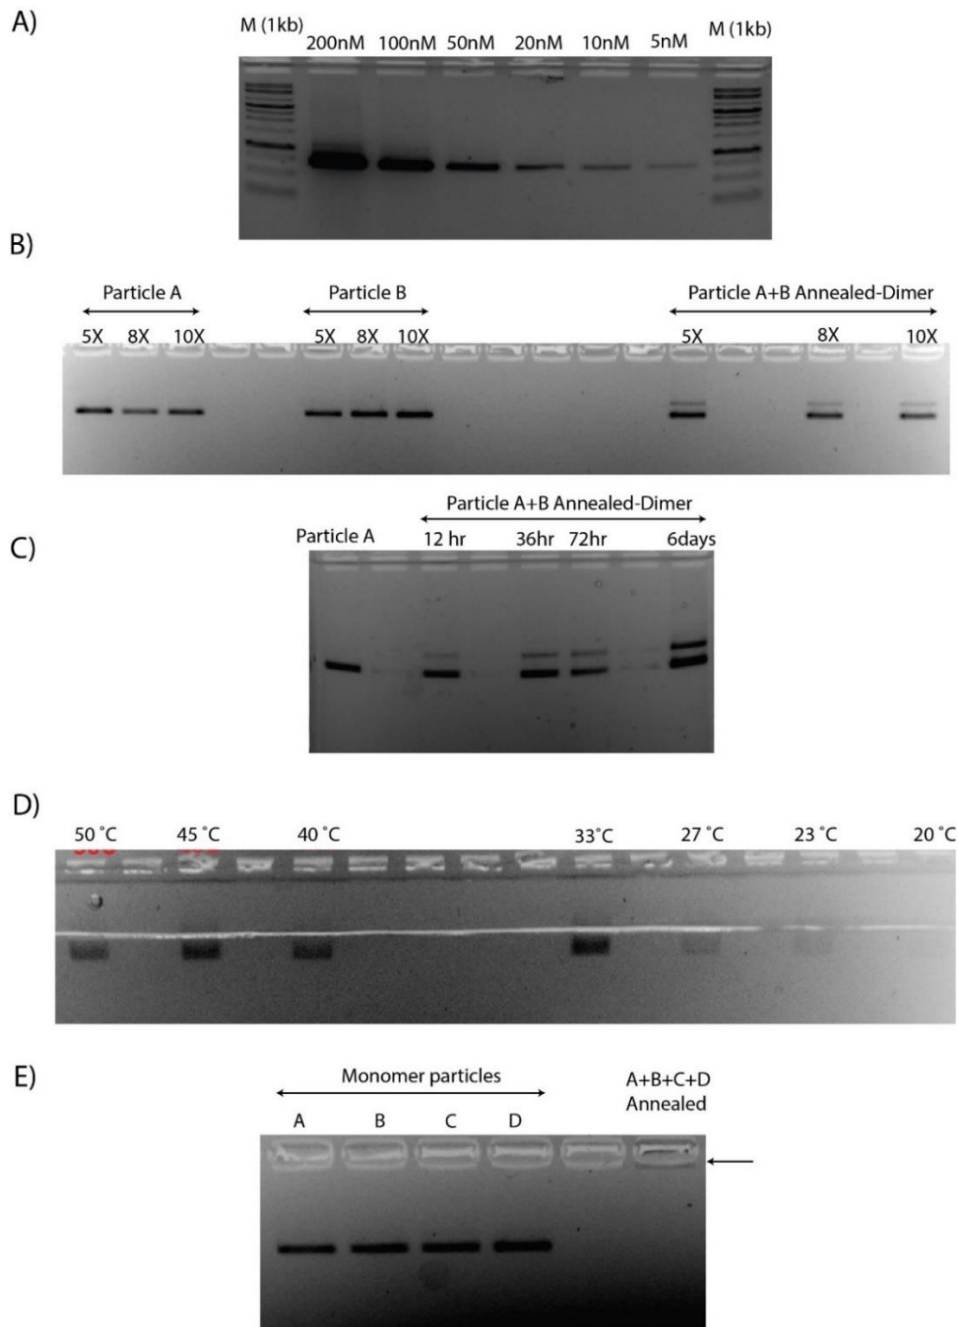 A)
M (1kb) 200nM 100nM 50nM 20nM 10nM 5nM M (1kb)
B)
Particle A Particle B Particle A+B Annealed-Dimer
5X 8X 10X 5X 8X 10X 5X 8X 10X
Particle A+B Annealed-Dimer
C)
Particle A 12 hr 36hr 72hr 6days
D)
50 °C 45 °C 40 °C 33°C 27 °C 23 °C 20 °C
E)
Monomer particles A+B+C+D
Annealed
A B C D